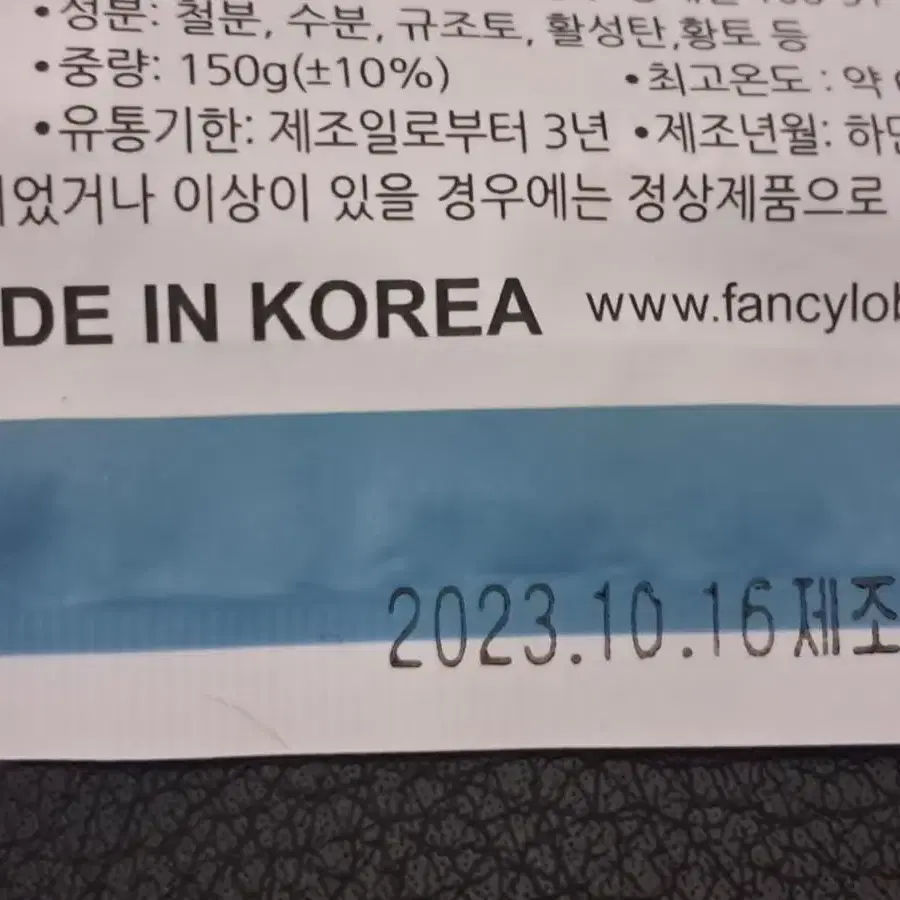 •성분: 철분, 수분, 규조토, 활성탄,황토 등
•중량: 150g(±10%) •최고온도 : 약
•유통기한: 제조일로부터 3년 •제조년월: 하단
되었거나 이상이 있을 경우에는 정상제품으로
DE IN KOREA www.fancylob
2023.10.16제조